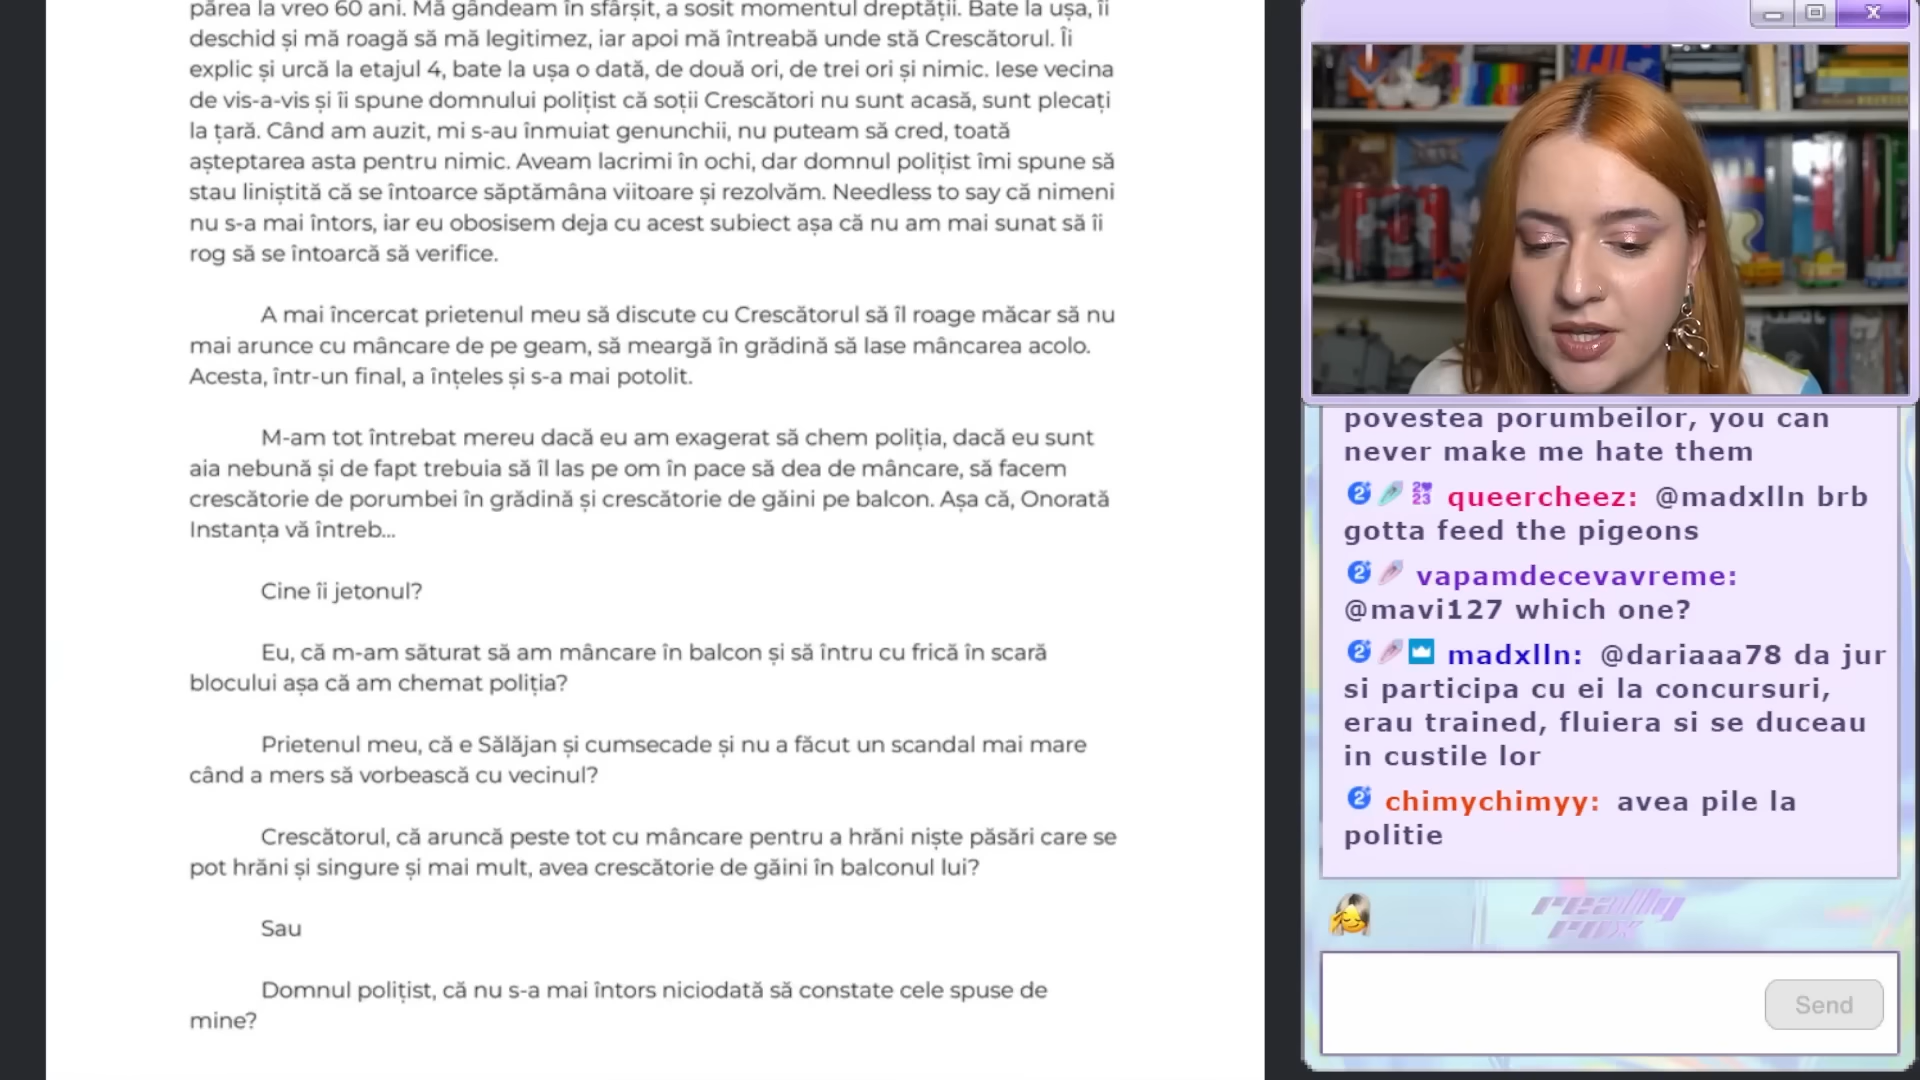 părea la vreo 60 ani. Mă gândeam în sfârșit, a sosit momentul dreptății. Bate la ușa, îi
deschid și mă roagă să mă legitimez, iar apoi mă întreabă unde stă Crescătorul. Îi
explic și urcă la etajul 4, bate la ușa o dată, de două ori, de trei ori și nimic. Iese vecina
de vis-a-vis și îi spune domnului polițist că soții Crescători nu sunt acasă, sunt plecați
la țară. Când am auzit, mi s-au înmuiat genunchii, nu puteam să cred, toată
așteptarea asta pentru nimic. Aveam lacrimi în ochi, dar domnul polițist îmi spune să
stau liniștită că se întoarce săptămâna viitoare și rezolvăm. Needless to say că nimeni
nu s-a mai întors, iar eu obosisem deja cu acest subiect așa că nu am mai sunat să îi
rog să se întoarcă să verifice.
A mai încercat prietenul meu să discute cu Crescătorul să îl roage măcar să nu
mai arunce cu mâncare de pe geam, să meargă în grădină să lase mâncarea acolo.
Acesta, într-un final, a înțeles și s-a mai potolit.
M-am tot întrebat mereu dacă eu am exagerat să chem poliția, dacă eu sunt
aia nebună și de fapt trebuia să îl las pe om în pace să dea de mâncare, să facem
crescătorie de porumbei în grădină și crescătorie de găini pe balcon. Așa că, Onorată
Instanța vă întreb...
Cine îi jetonul?
Eu, că m-am săturat să am mâncare în balcon și să întru cu frică în scară
blocului așa că am chemat poliția?
Prietenul meu, că e Sălăjan și cumsecade și nu a făcut un scandal mai mare
când a mers să vorbească cu vecinul?
Crescătorul, că aruncă peste tot cu mâncare pentru a hrăni niște păsări care se
pot hrăni și singure și mai mult, avea crescătorie de găini în balconul lui?
Sau
Domnul polițist, că nu s-a mai întors niciodată să constate cele spuse de
mine?
povestea porumbeilor, you can
never make me hate them
queercheez: @madxlln brb
gotta feed the pigeons
vapamdecevavreme:
@mavi127 which one?
madxlln: @dariaaa78 da jur
si participa cu ei la concursuri,
erau trained, fluiera si se duceau
in custile lor
chimychimyy: avea pile la
politie
really
rux
Send